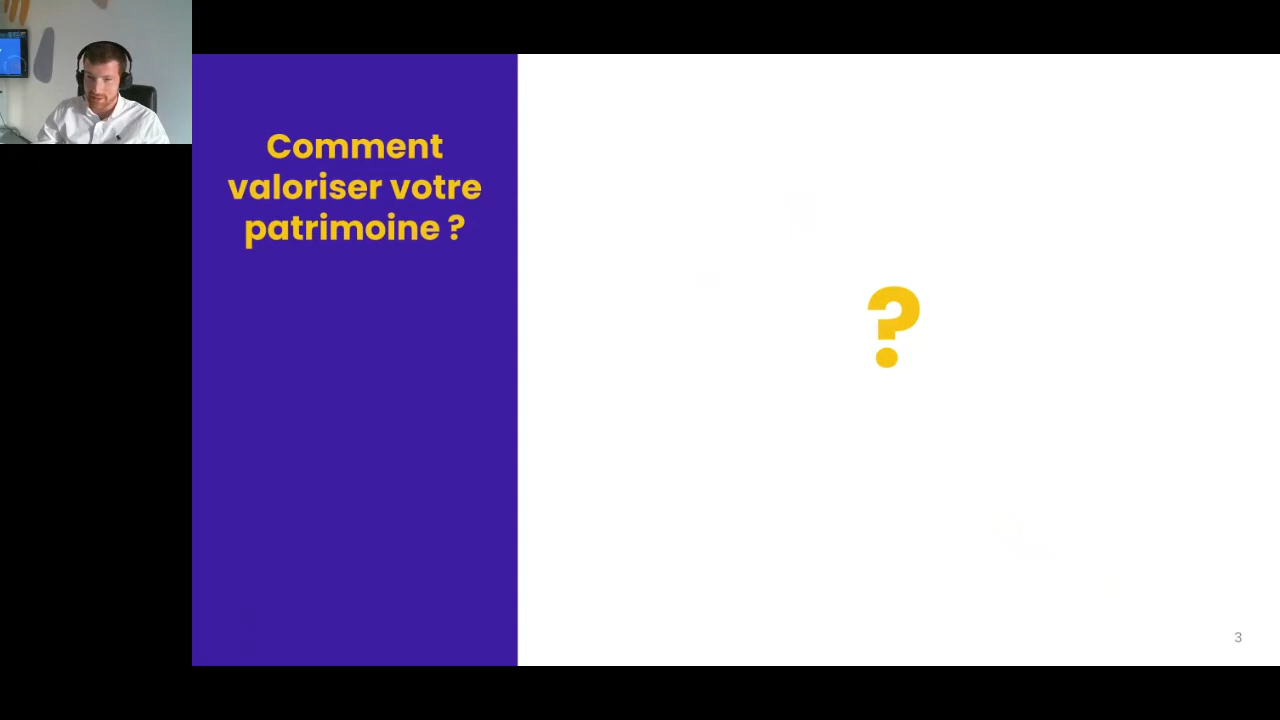 Comment
valoriser votre
patrimoine ?
?
3